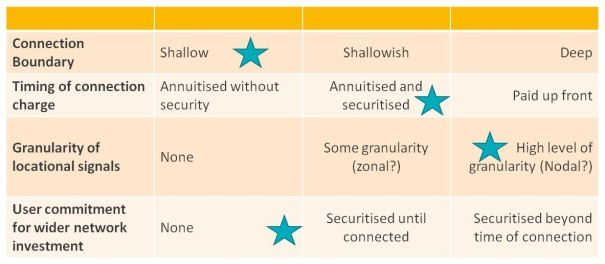 Connection
Boundary
Shallow
Shallowish
Deep
Timing of connection
charge
Annuitised without
security
Annuitised and
securitised
Paid up front
Granularity of
locational signals
None
Some granularity
(zonal?)
High level of
granularity (Nodal?)
User commitment
for wider network
investment
None
Securitised until
connected
Securitised beyond
time of connection